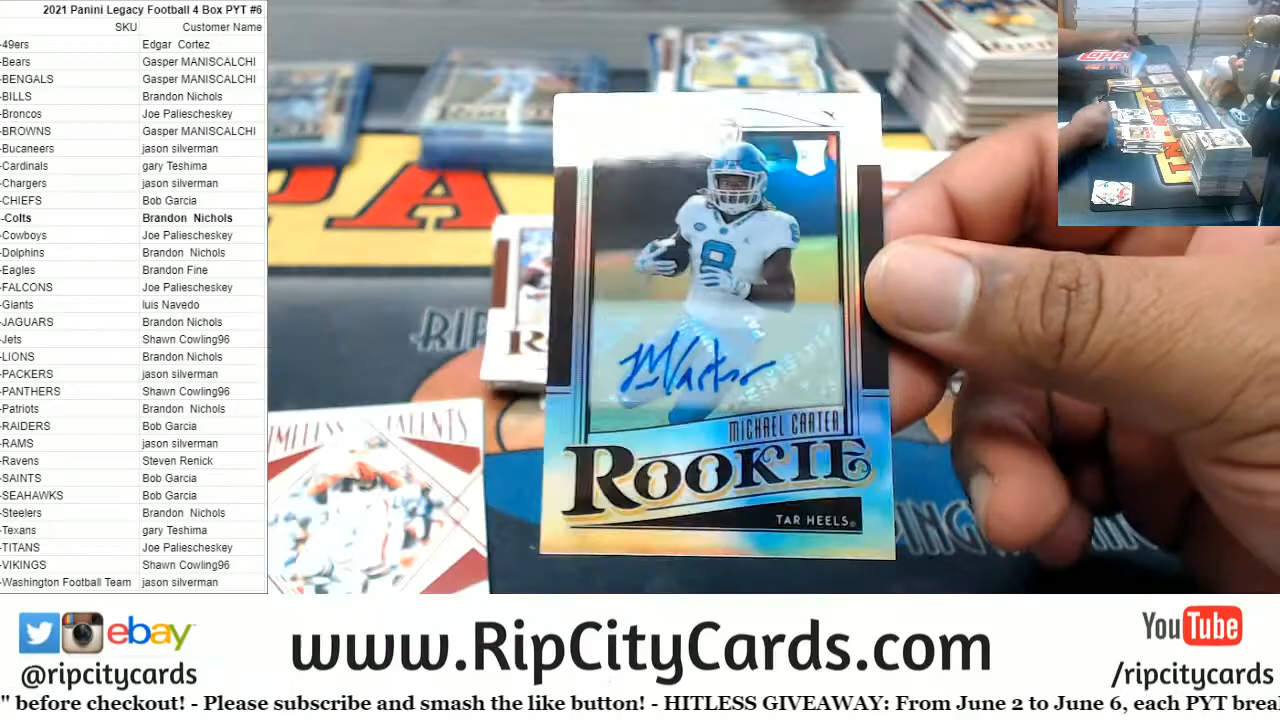 2021 Panini Legacy Football 4 Box PYT #6
SKU Customer Name
-49ers Edgar Cortez
-Bears Gasper MANISCALCHI
-BENGALS Gasper MANISCALCHI
-BILLS Brandon Nichols
-Broncos Joe Paliescheskey
-BROWNS Gasper MANISCALCHI
-Bucaneers jason silverman
-Cardinals gary Teshima
-Chargers jason silverman
-CHIEFS Bob Garcia
-Colts Brandon Nichols
-Cowboys Joe Paliescheskey
-Dolphins Brandon Nichols
-Eagles Brandon Fine
-FALCONS Joe Paliescheskey
-Giants luis Navedo
-JAGUARS Brandon Nichols
-Jets Shawn Cowling96
-LIONS Brandon Nichols
-PACKERS jason silverman
-PANTHERS Shawn Cowling96
-Patriots Brandon Nichols
-RAIDERS Bob Garcia
-RAMS jason silverman
-Ravens Steven Renick
-SAINTS Bob Garcia
-SEAHAWKS Bob Garcia
-Steelers Brandon Nichols
-Texans gary Teshima
-TITANS Joe Paliescheskey
-VIKINGS Shawn Cowling96
-Washington Football Team jason silverman
PA
RIP
8
MICHAEL CARTER
ROOKIE
TAR HEELS
TALENTS
ebay
@ripcitycards
www.RipCityCards.com
YouTube
/ripcitycards
" before checkout! - Please subscribe and smash the like button! - HITLESS GIVEAWAY: From June 2 to June 6, each PYT brea